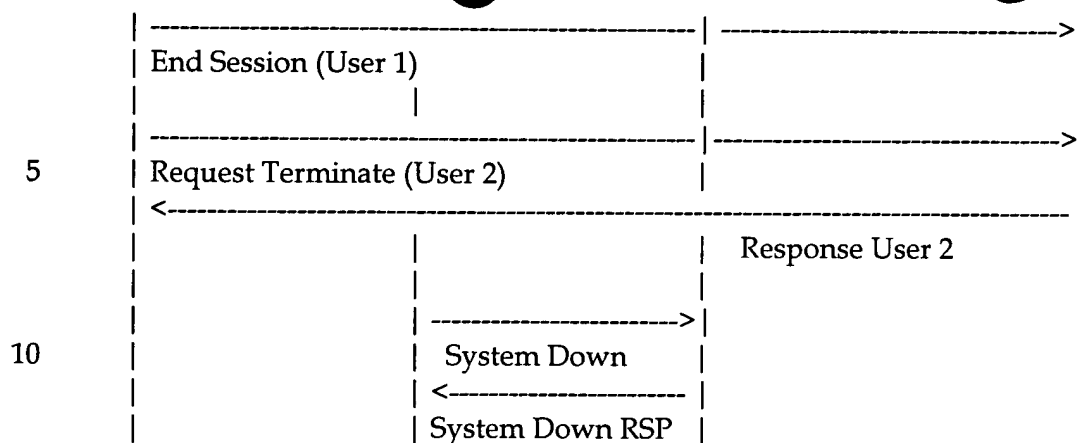 End Session (User 1)
5 Request Terminate (User 2)
Response User 2
10 System Down
System Down RSP